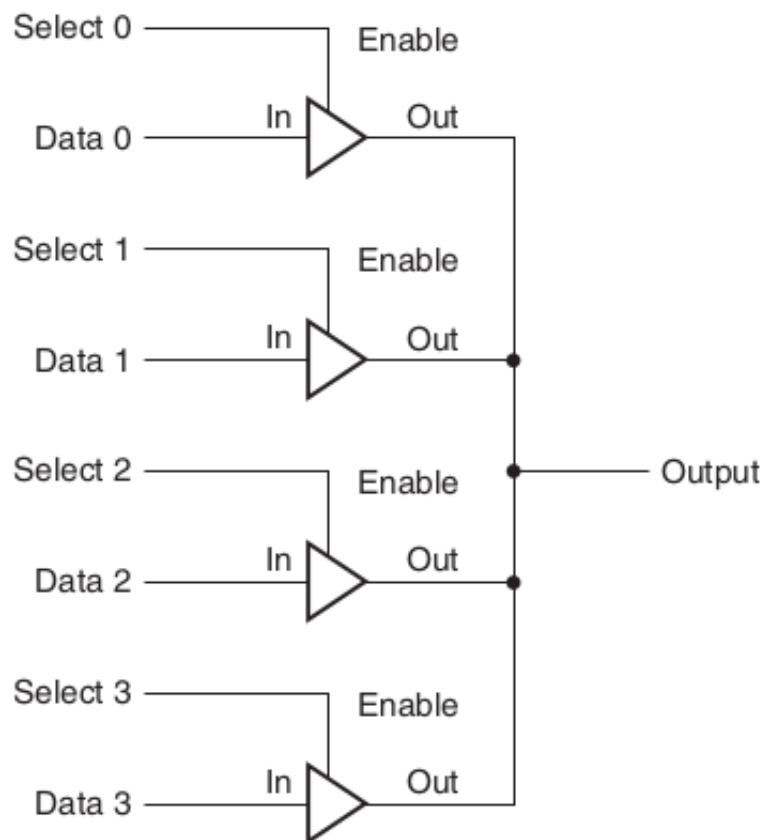 Select 0
Enable
In
Out
Data 0
Select 1
Enable
In
Out
Data 1
Select 2
Output
Enable
In
Out
Data 2
Select 3
Enable
In
Out
Data 3